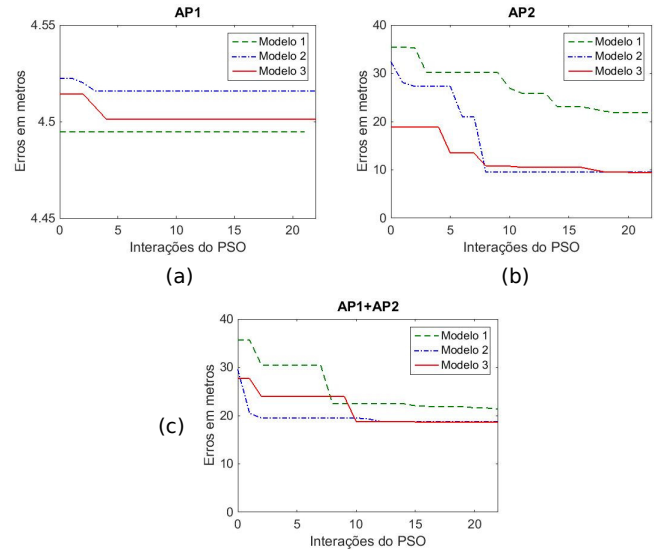 AP1
4.55
4.5
4.45
Erros em metros
Modelo 1
Modelo 2
Modelo 3
0 5 10 15 20
Interações do PSO
(a)
AP2
40
30
20
10
0
Erros em metros
Modelo 1
Modelo 2
Modelo 3
0 5 10 15 20
Interações do PSO
(b)
AP1+AP2
40
30
20
10
0
Erros em metros
Modelo 1
Modelo 2
Modelo 3
0 5 10 15 20
Interações do PSO
(c)